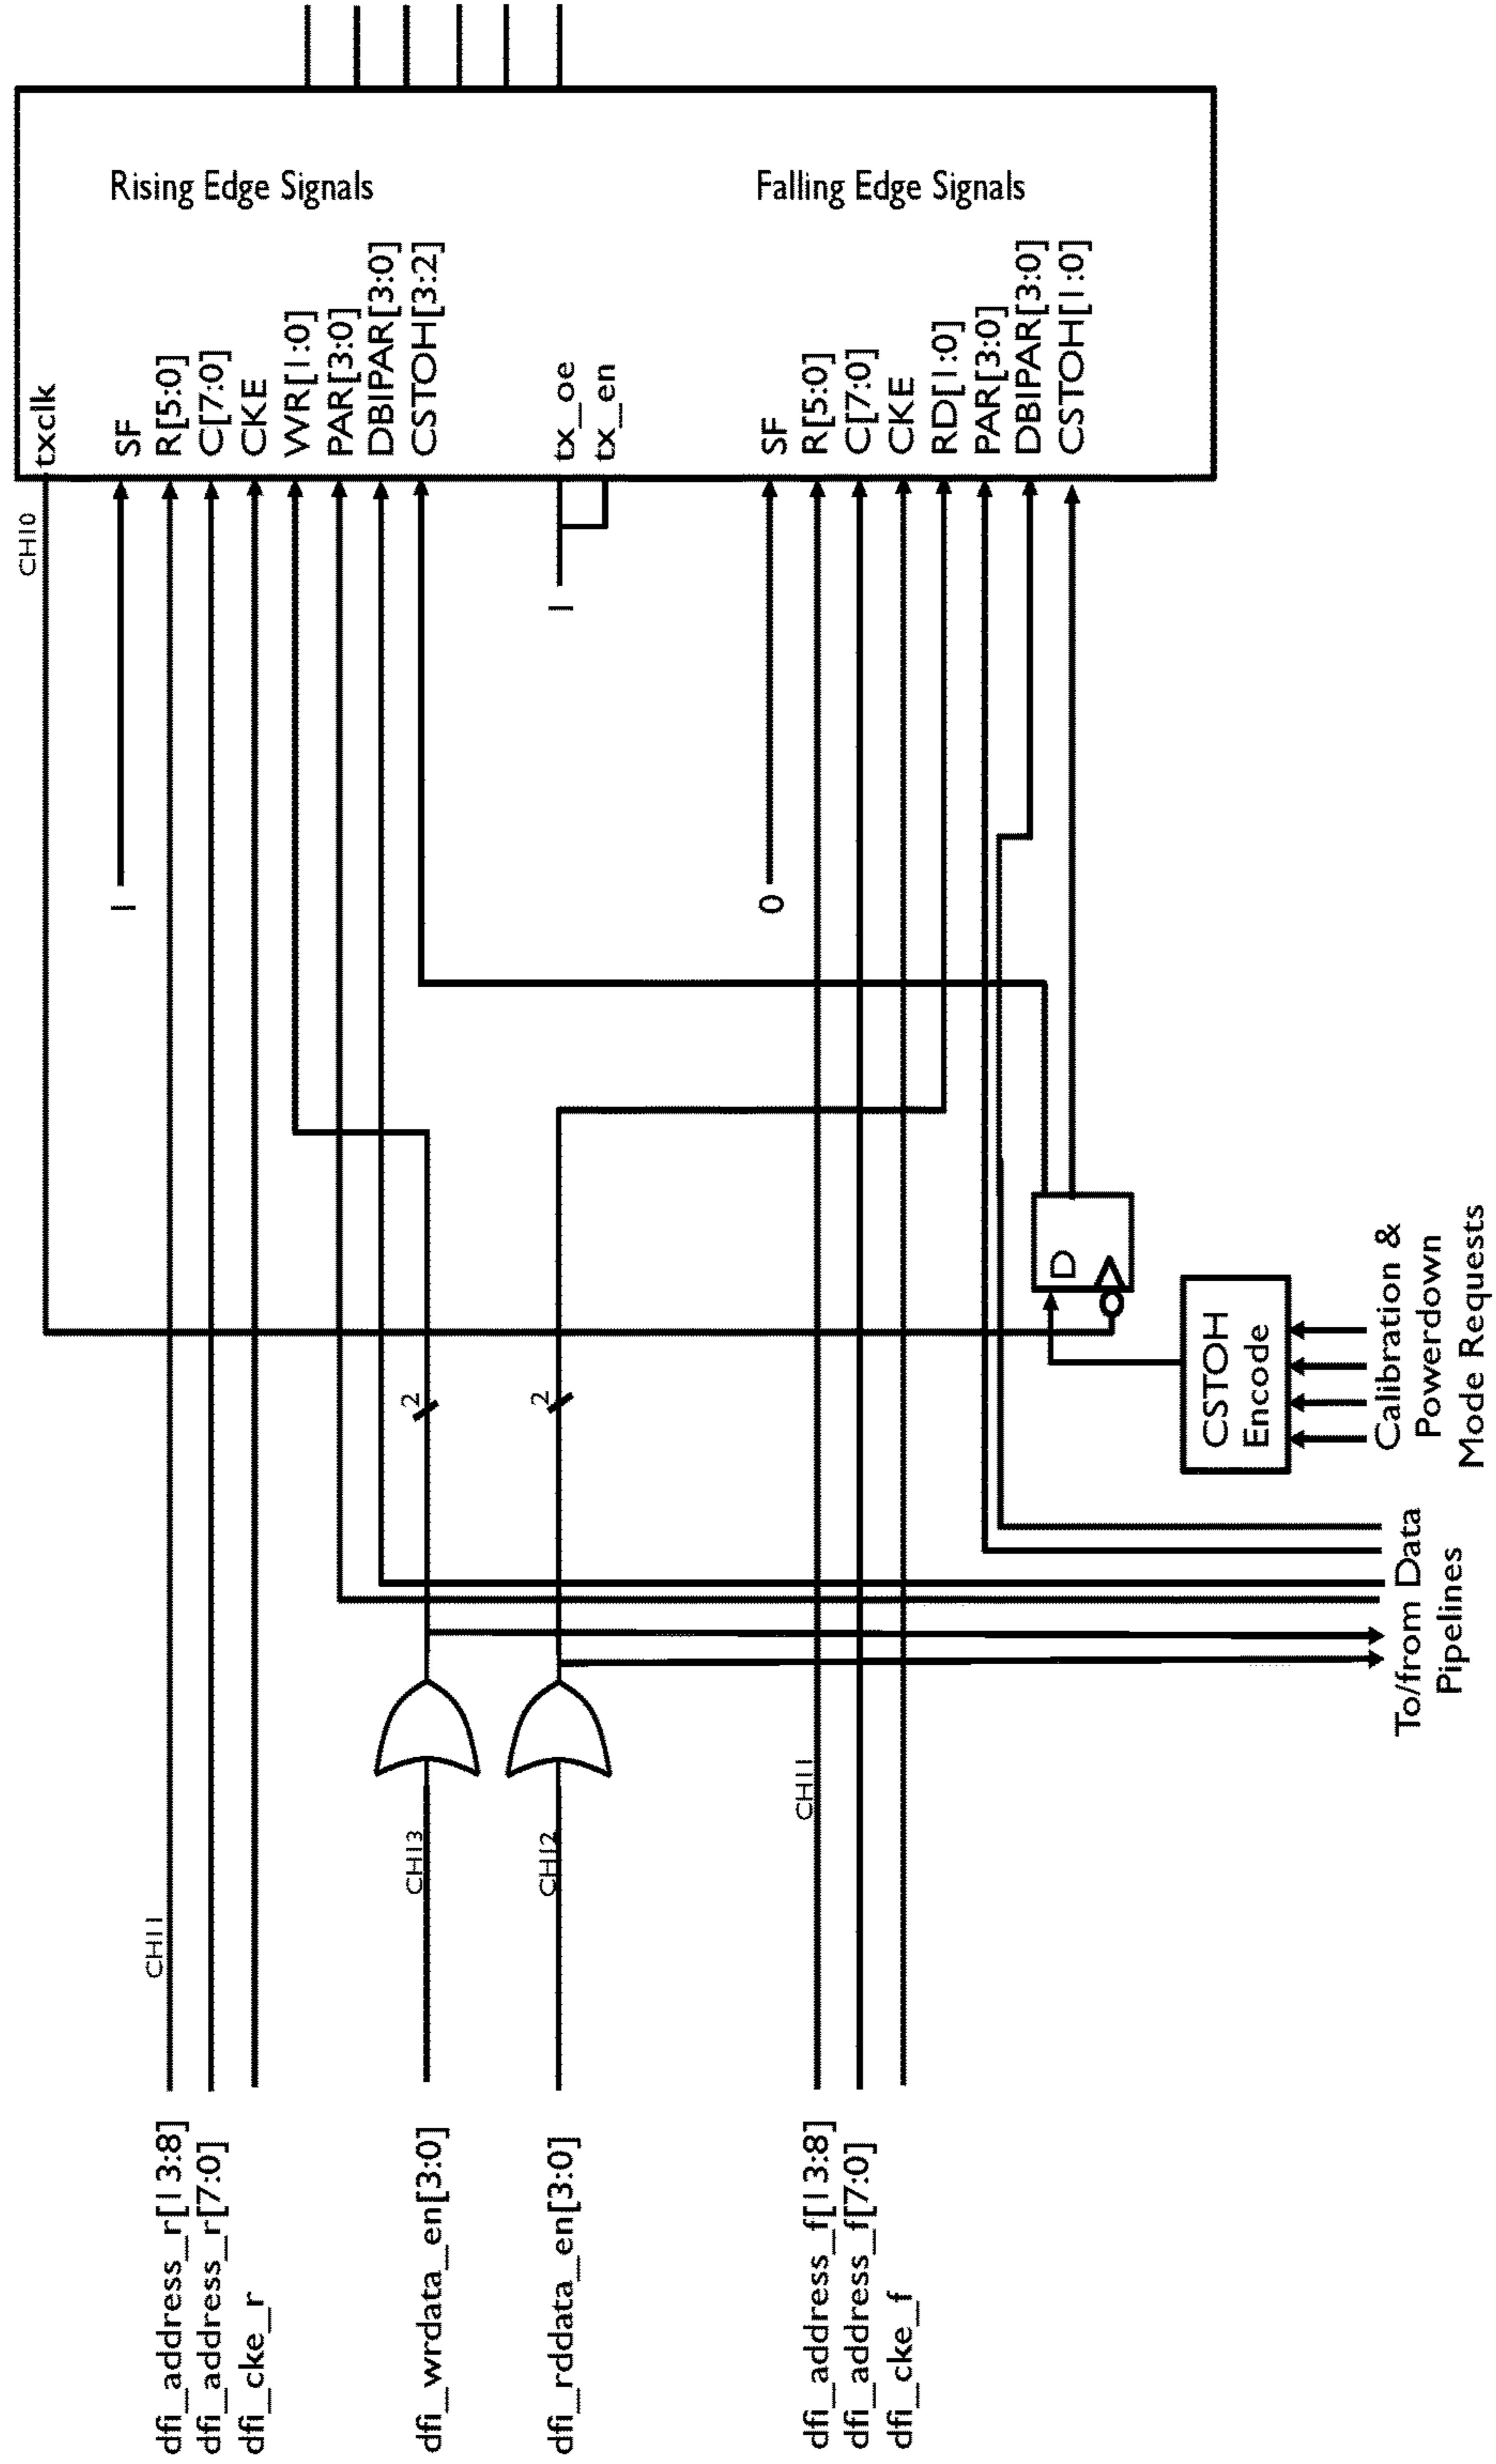 txclk
CH10
Rising Edge Signals
SF
R[5:0]
C[7:0]
CKE
WR[1:0]
PAR[3:0]
DBIPAR[3:0]
CSTOH[3:2]
1
tx_oe
tx_en
1
Falling Edge Signals
SF
R[5:0]
C[7:0]
CKE
RD[1:0]
PAR[3:0]
DBIPAR[3:0]
CSTOH[1:0]
0
dfi_address_r[13:8]
CH11
dfi_address_r[7:0]
dfi_cke_r
dfi_wrdata_en[3:0]
CH13
2
dfi_rddata_en[3:0]
CH12
2
dfi_address_f[13:8]
CH11
dfi_address_f[7:0]
dfi_cke_f
D
CSTOH
Encode
To/from Data
Pipelines
Calibration &
Powerdown
Mode Requests